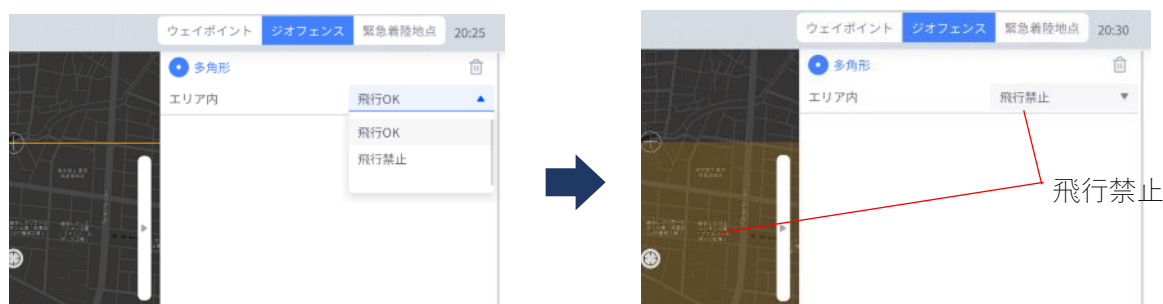 ウェイポイント ジオフェンス 緊急着陸地点 20:25
多角形
エリア内 飛行OK
飛行OK
飛行禁止
ウェイポイント ジオフェンス 緊急着陸地点 20:30
多角形
エリア内 飛行禁止
飛行禁止